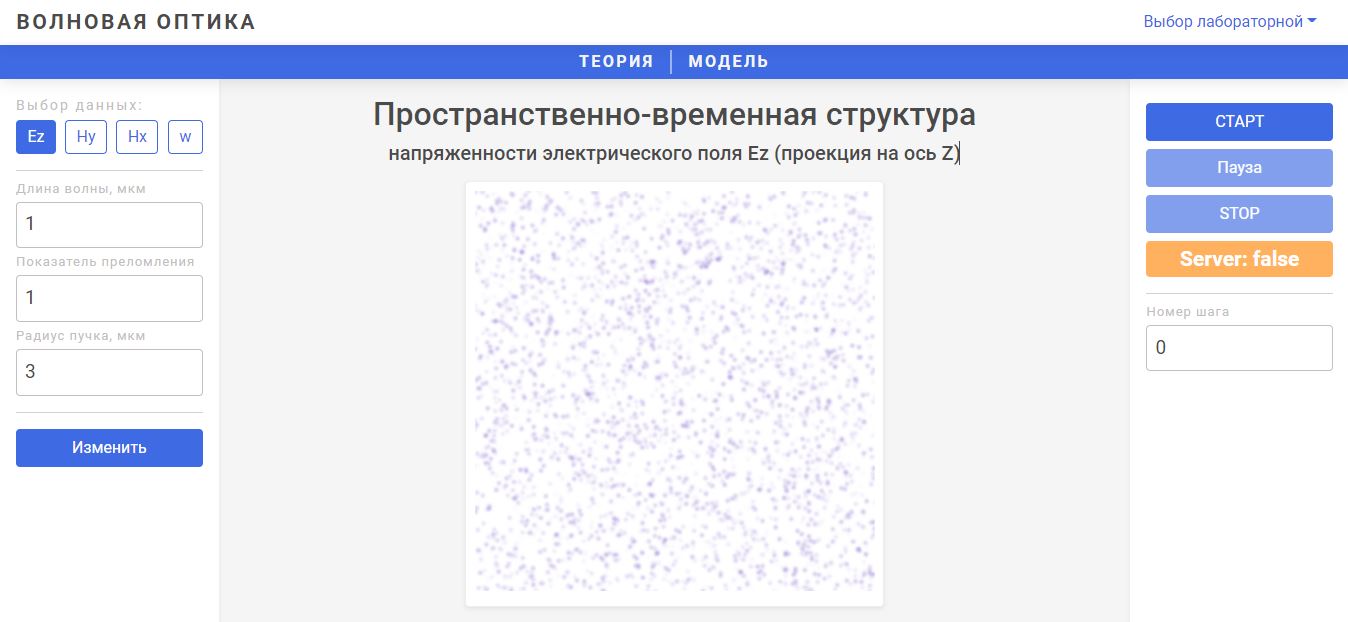 ВОЛНОВАЯ ОПТИКА
Выбор лабораторной
ТЕОРИЯ
МОДЕЛЬ
Выбор данных:
Ez Hy Hx w
Длина волны, мкм
1
Показатель преломления
1
Радиус пучка, мкм
3
Изменить
Пространственно-временная структура
напряженности электрического поля Ez (проекция на ось Z)
СТАРТ
Пауза
STOP
Server: false
Номер шага
0